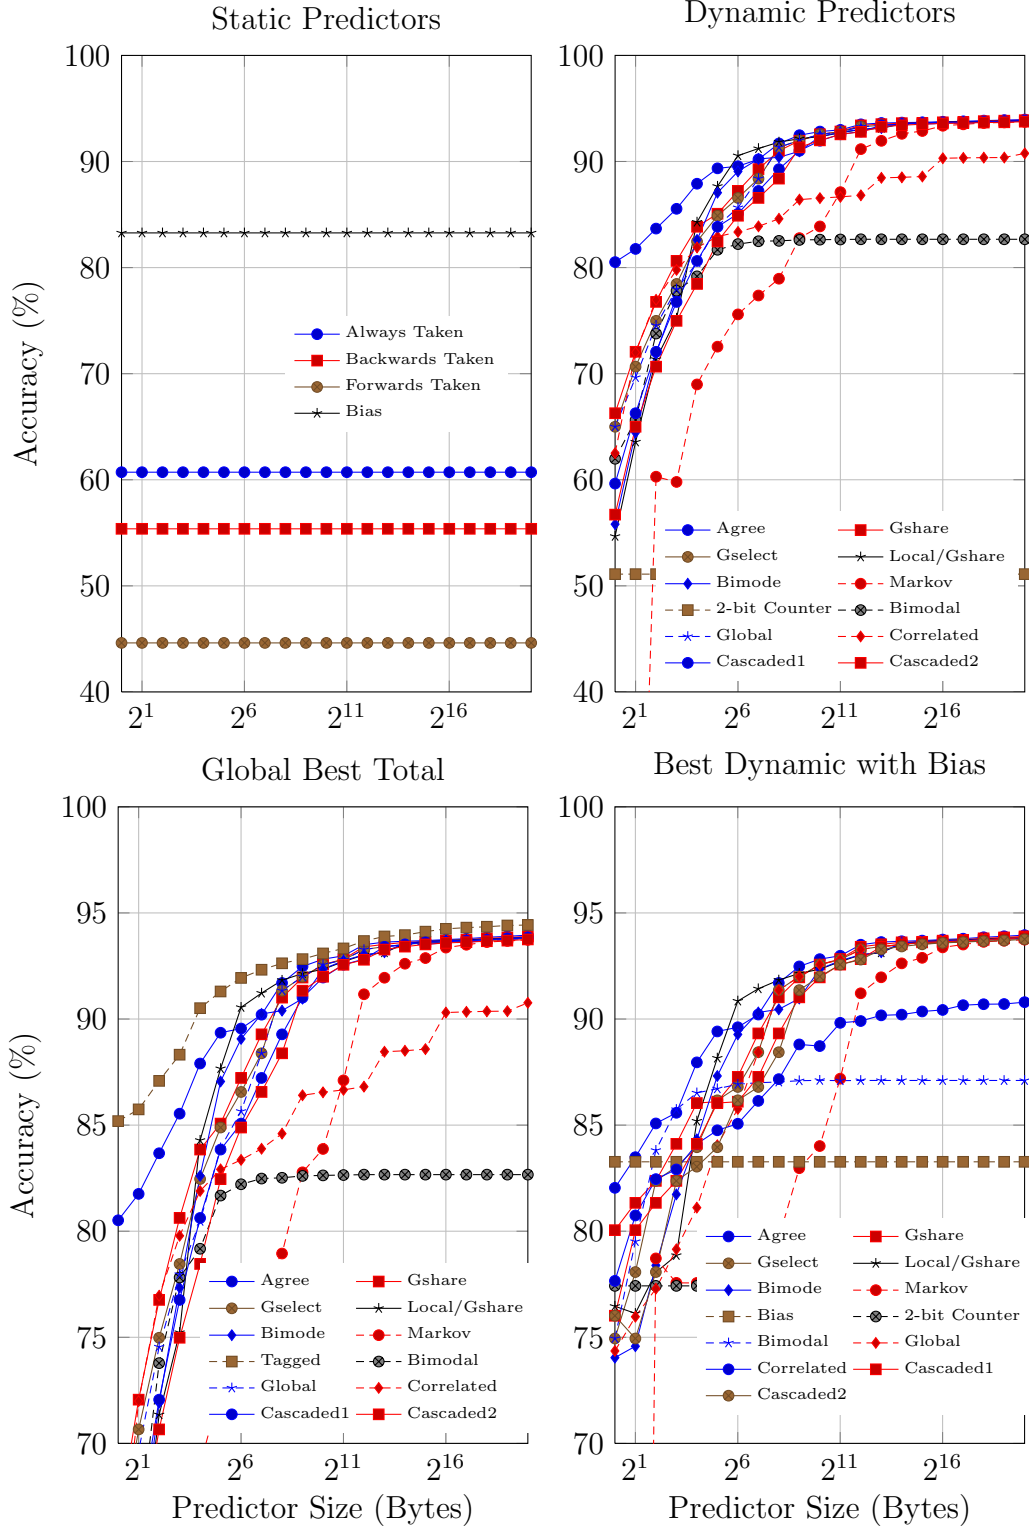 Static Predictors
Accuracy (%)
100
90
80
70
60
50
40
2^1
2^6
2^11
2^16
Always Taken
Backwards Taken
Forwards Taken
Bias
Dynamic Predictors
100
90
80
70
60
50
40
2^1
2^6
2^11
2^16
Agree
Gshare
Gselect
Local/Gshare
Bimode
Markov
2-bit Counter
Bimodal
Global
Correlated
Cascaded1
Cascaded2
Global Best Total
Accuracy (%)
100
95
90
85
80
75
70
2^1
2^6
2^11
2^16
Predictor Size (Bytes)
Agree
Gshare
Gselect
Local/Gshare
Bimode
Markov
Tagged
Bimodal
Global
Correlated
Cascaded1
Cascaded2
Best Dynamic with Bias
100
95
90
85
80
75
70
2^1
2^6
2^11
2^16
Predictor Size (Bytes)
Agree
Gshare
Gselect
Local/Gshare
Bimode
Markov
Bias
2-bit Counter
Bimodal
Global
Correlated
Cascaded1
Cascaded2